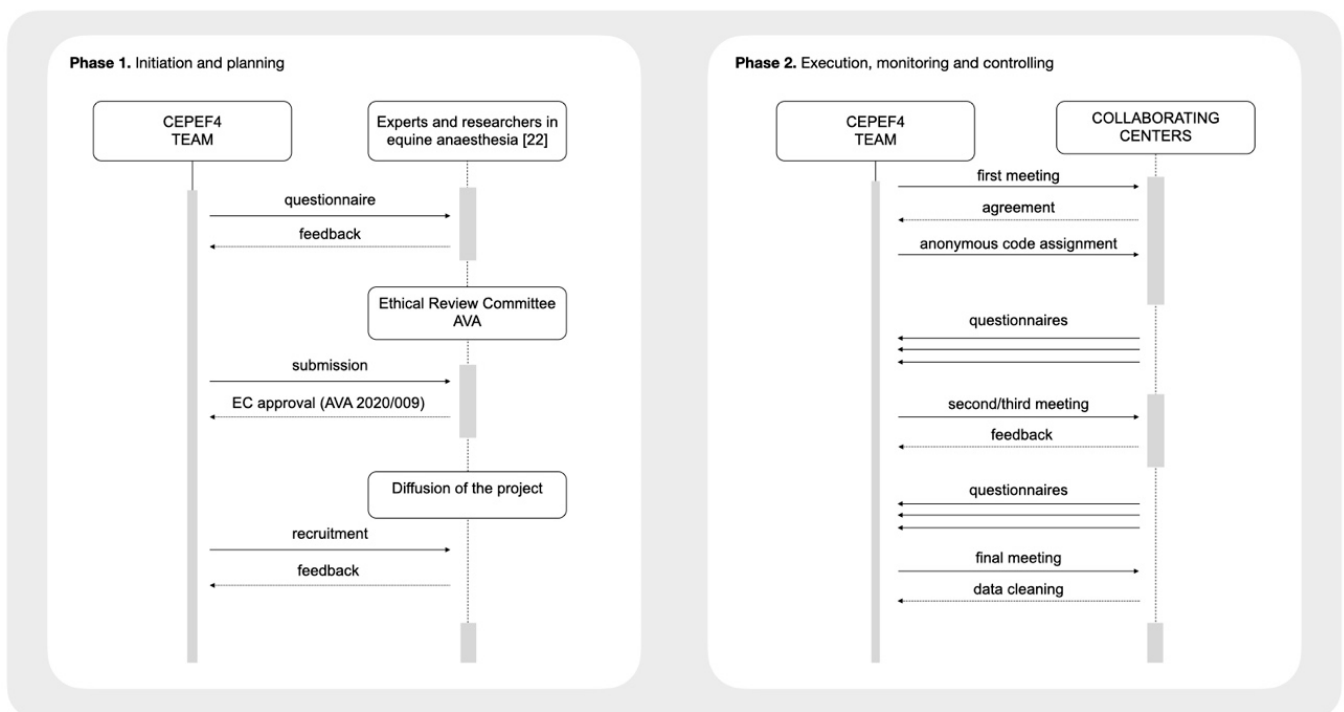 Phase 1. Initiation and planning
CEPEF4
TEAM
Experts and researchers in
equine anaesthesia [22]
questionnaire
feedback
Ethical Review Committee
AVA
submission
EC approval (AVA 2020/009)
Diffusion of the project
recruitment
feedback
Phase 2. Execution, monitoring and controlling
CEPEF4
TEAM
COLLABORATING
CENTERS
first meeting
agreement
anonymous code assignment
questionnaires
second/third meeting
feedback
questionnaires
final meeting
data cleaning